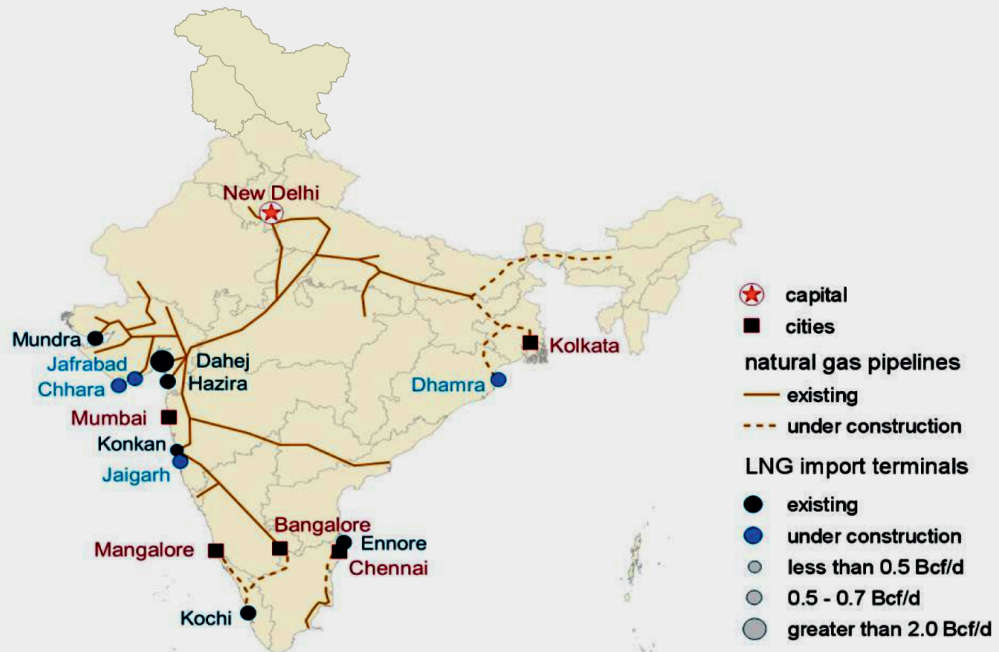 New Delhi
Mundra
Jafrabad
Chhara
Dahej
Hazira
Kolkata
Dhamra
Mumbai
Konkan
Jaigarh
Bangalore
Mangalore
Ennore
Chennai
Kochi
capital
cities
natural gas pipelines
existing
under construction
LNG import terminals
existing
under construction
less than 0.5 Bcf/d
0.5 - 0.7 Bcf/d
greater than 2.0 Bcf/d